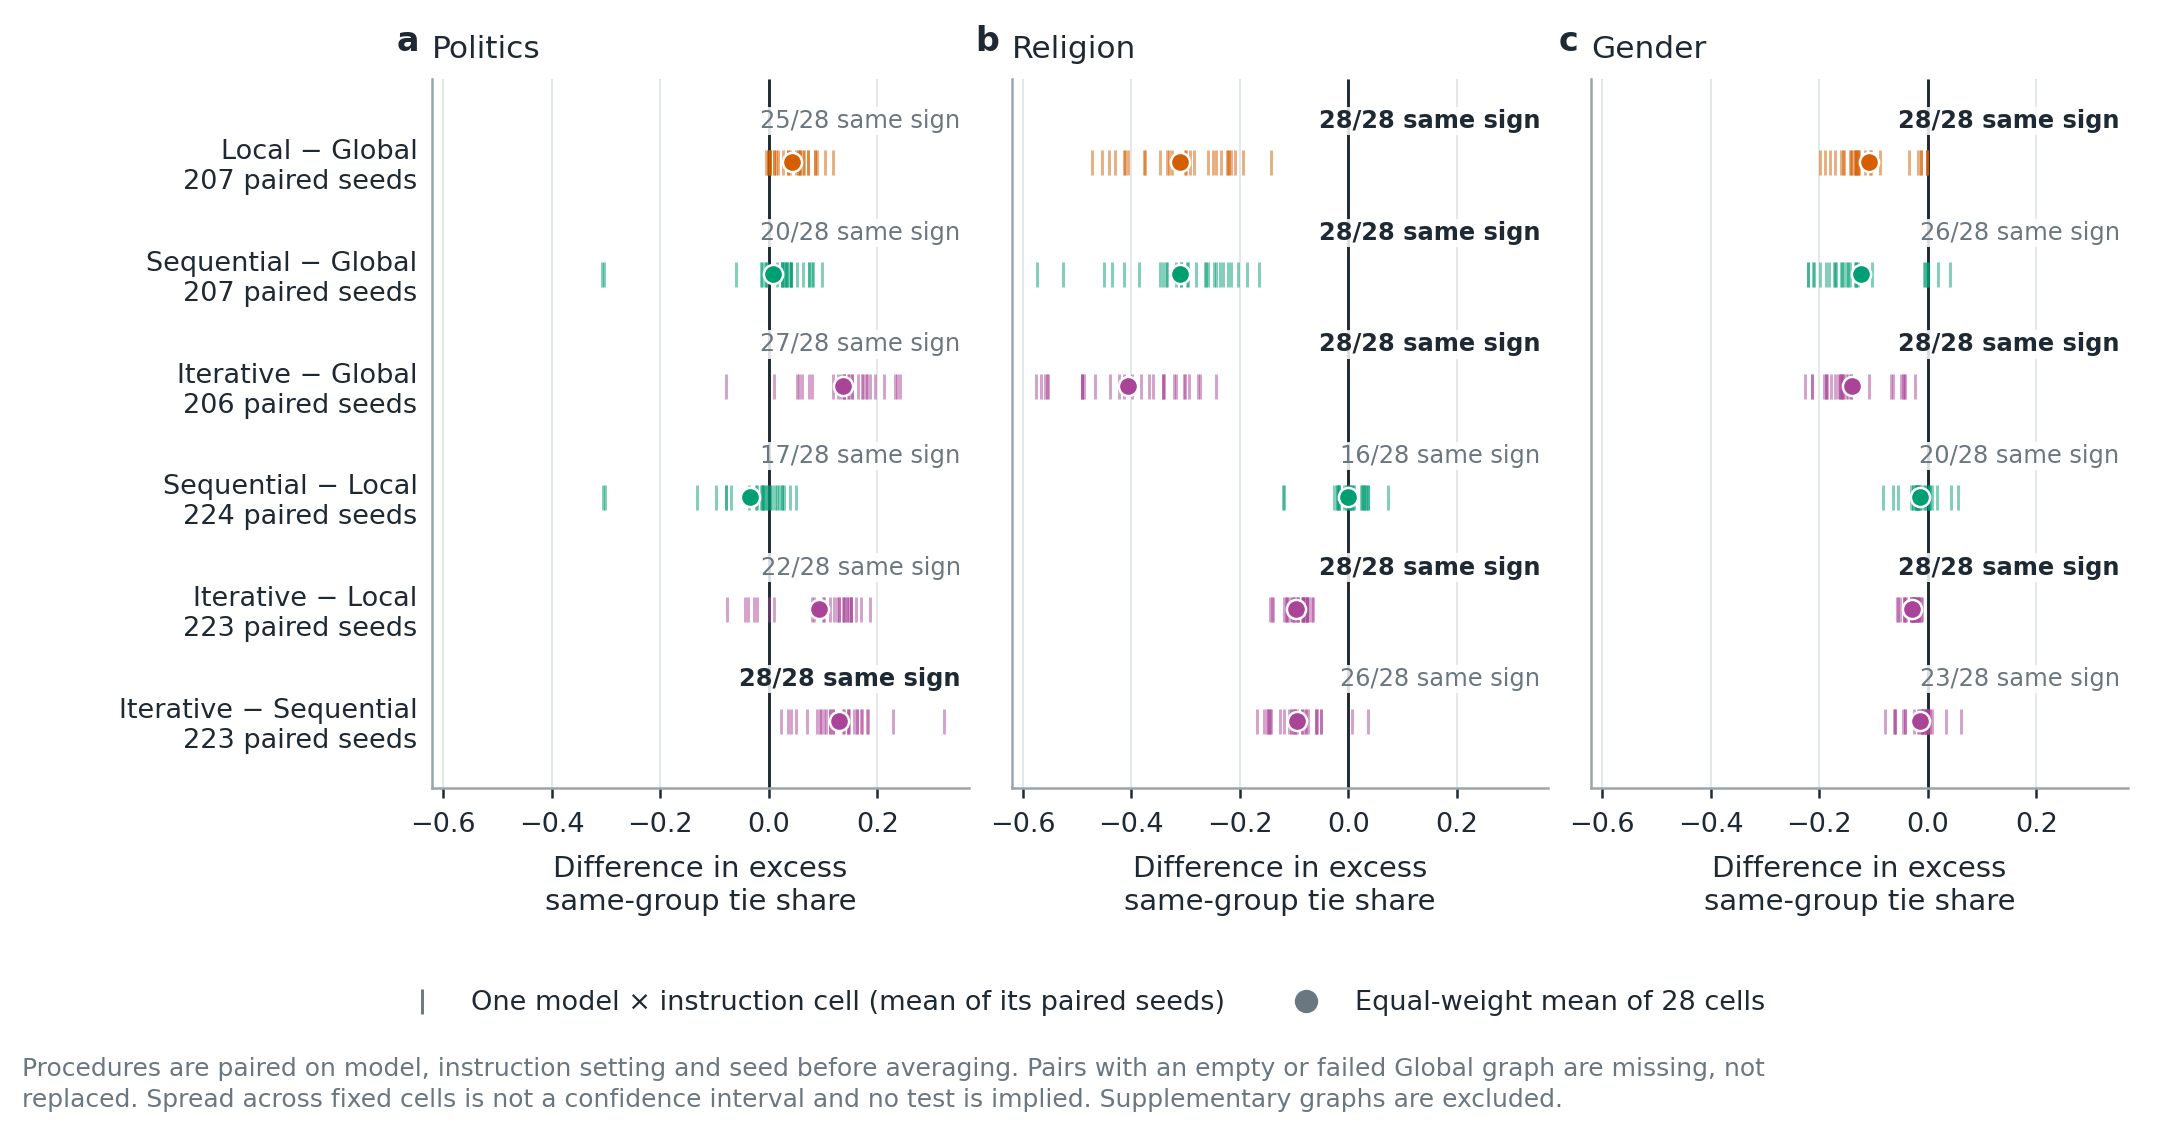 a Politics
b Religion
c Gender
Local − Global
207 paired seeds
25/28 same sign
28/28 same sign
28/28 same sign
Sequential − Global
207 paired seeds
20/28 same sign
28/28 same sign
26/28 same sign
Iterative − Global
206 paired seeds
27/28 same sign
28/28 same sign
28/28 same sign
Sequential − Local
224 paired seeds
17/28 same sign
16/28 same sign
20/28 same sign
Iterative − Local
223 paired seeds
22/28 same sign
28/28 same sign
28/28 same sign
Iterative − Sequential
223 paired seeds
28/28 same sign
26/28 same sign
23/28 same sign
−0.6 −0.4 −0.2 0.0 0.2
−0.6 −0.4 −0.2 0.0 0.2
−0.6 −0.4 −0.2 0.0 0.2
Difference in excess
same-group tie share
Difference in excess
same-group tie share
Difference in excess
same-group tie share
One model × instruction cell (mean of its paired seeds)
Equal-weight mean of 28 cells
Procedures are paired on model, instruction setting and seed before averaging. Pairs with an empty or failed Global graph are missing, not
replaced. Spread across fixed cells is not a confidence interval and no test is implied. Supplementary graphs are excluded.